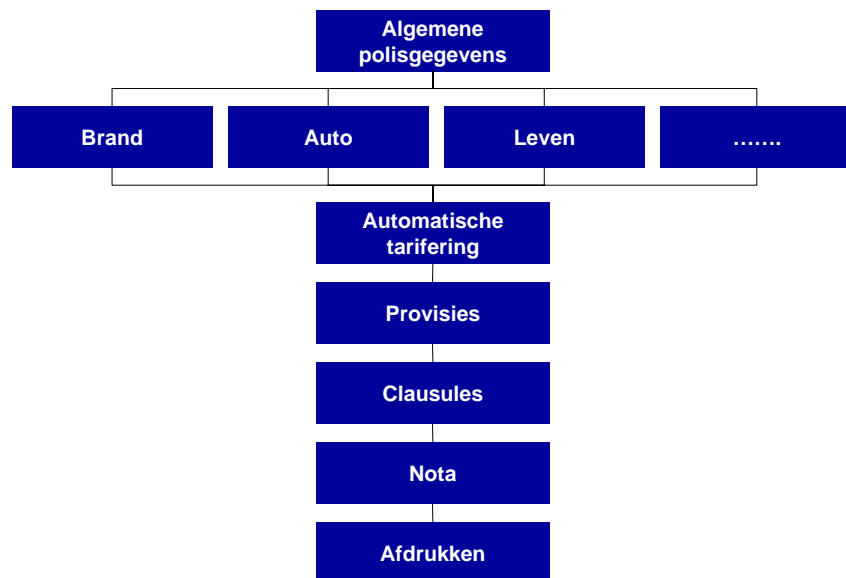 Algemene
polisgegevens
Brand
Auto
Leven
…….
Automatische
tarifering
Provisies
Clausules
Nota
Afdrukken